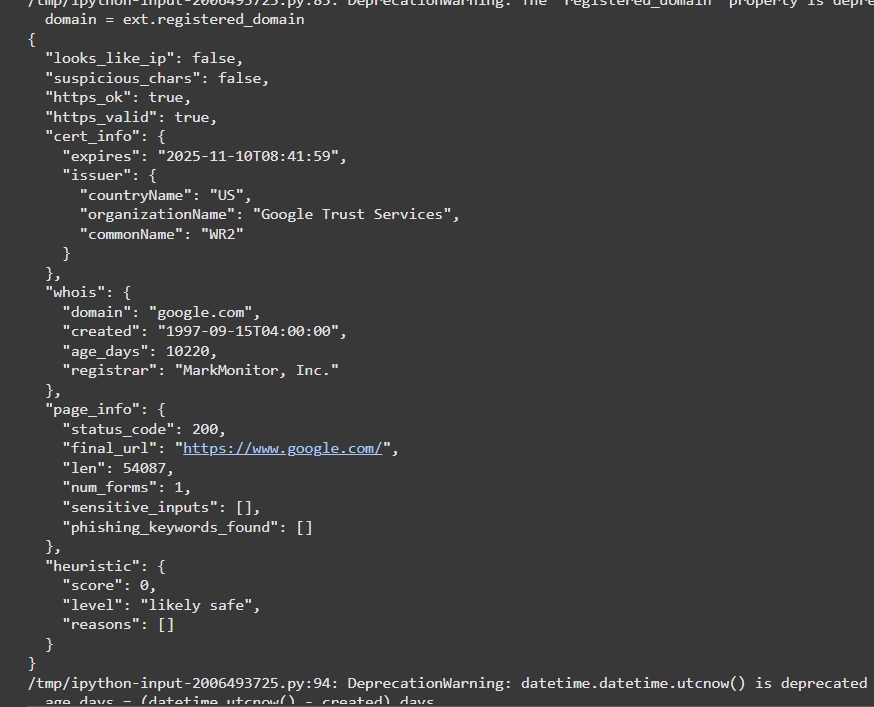 /tmp/ipython-input-2006493725.py:85: DeprecationWarning: The 'registered_domain' property is depre
domain = ext.registered_domain
{
"looks_like_ip": false,
"suspicious_chars": false,
"https_ok": true,
"https_valid": true,
"cert_info": {
"expires": "2025-11-10T08:41:59",
"issuer": {
"countryName": "US",
"organizationName": "Google Trust Services",
"commonName": "WR2"
}
},
"whois": {
"domain": "google.com",
"created": "1997-09-15T04:00:00",
"age_days": 10220,
"registrar": "MarkMonitor, Inc."
},
"page_info": {
"status_code": 200,
"final_url": "https://www.google.com/",
"len": 54087,
"num_forms": 1,
"sensitive_inputs": [],
"phishing_keywords_found": []
},
"heuristic": {
"score": 0,
"level": "likely safe",
"reasons": []
}
}
/tmp/ipython-input-2006493725.py:94: DeprecationWarning: datetime.datetime.utcnow() is deprecated
age_days = (datetime.utcnow() - created).days